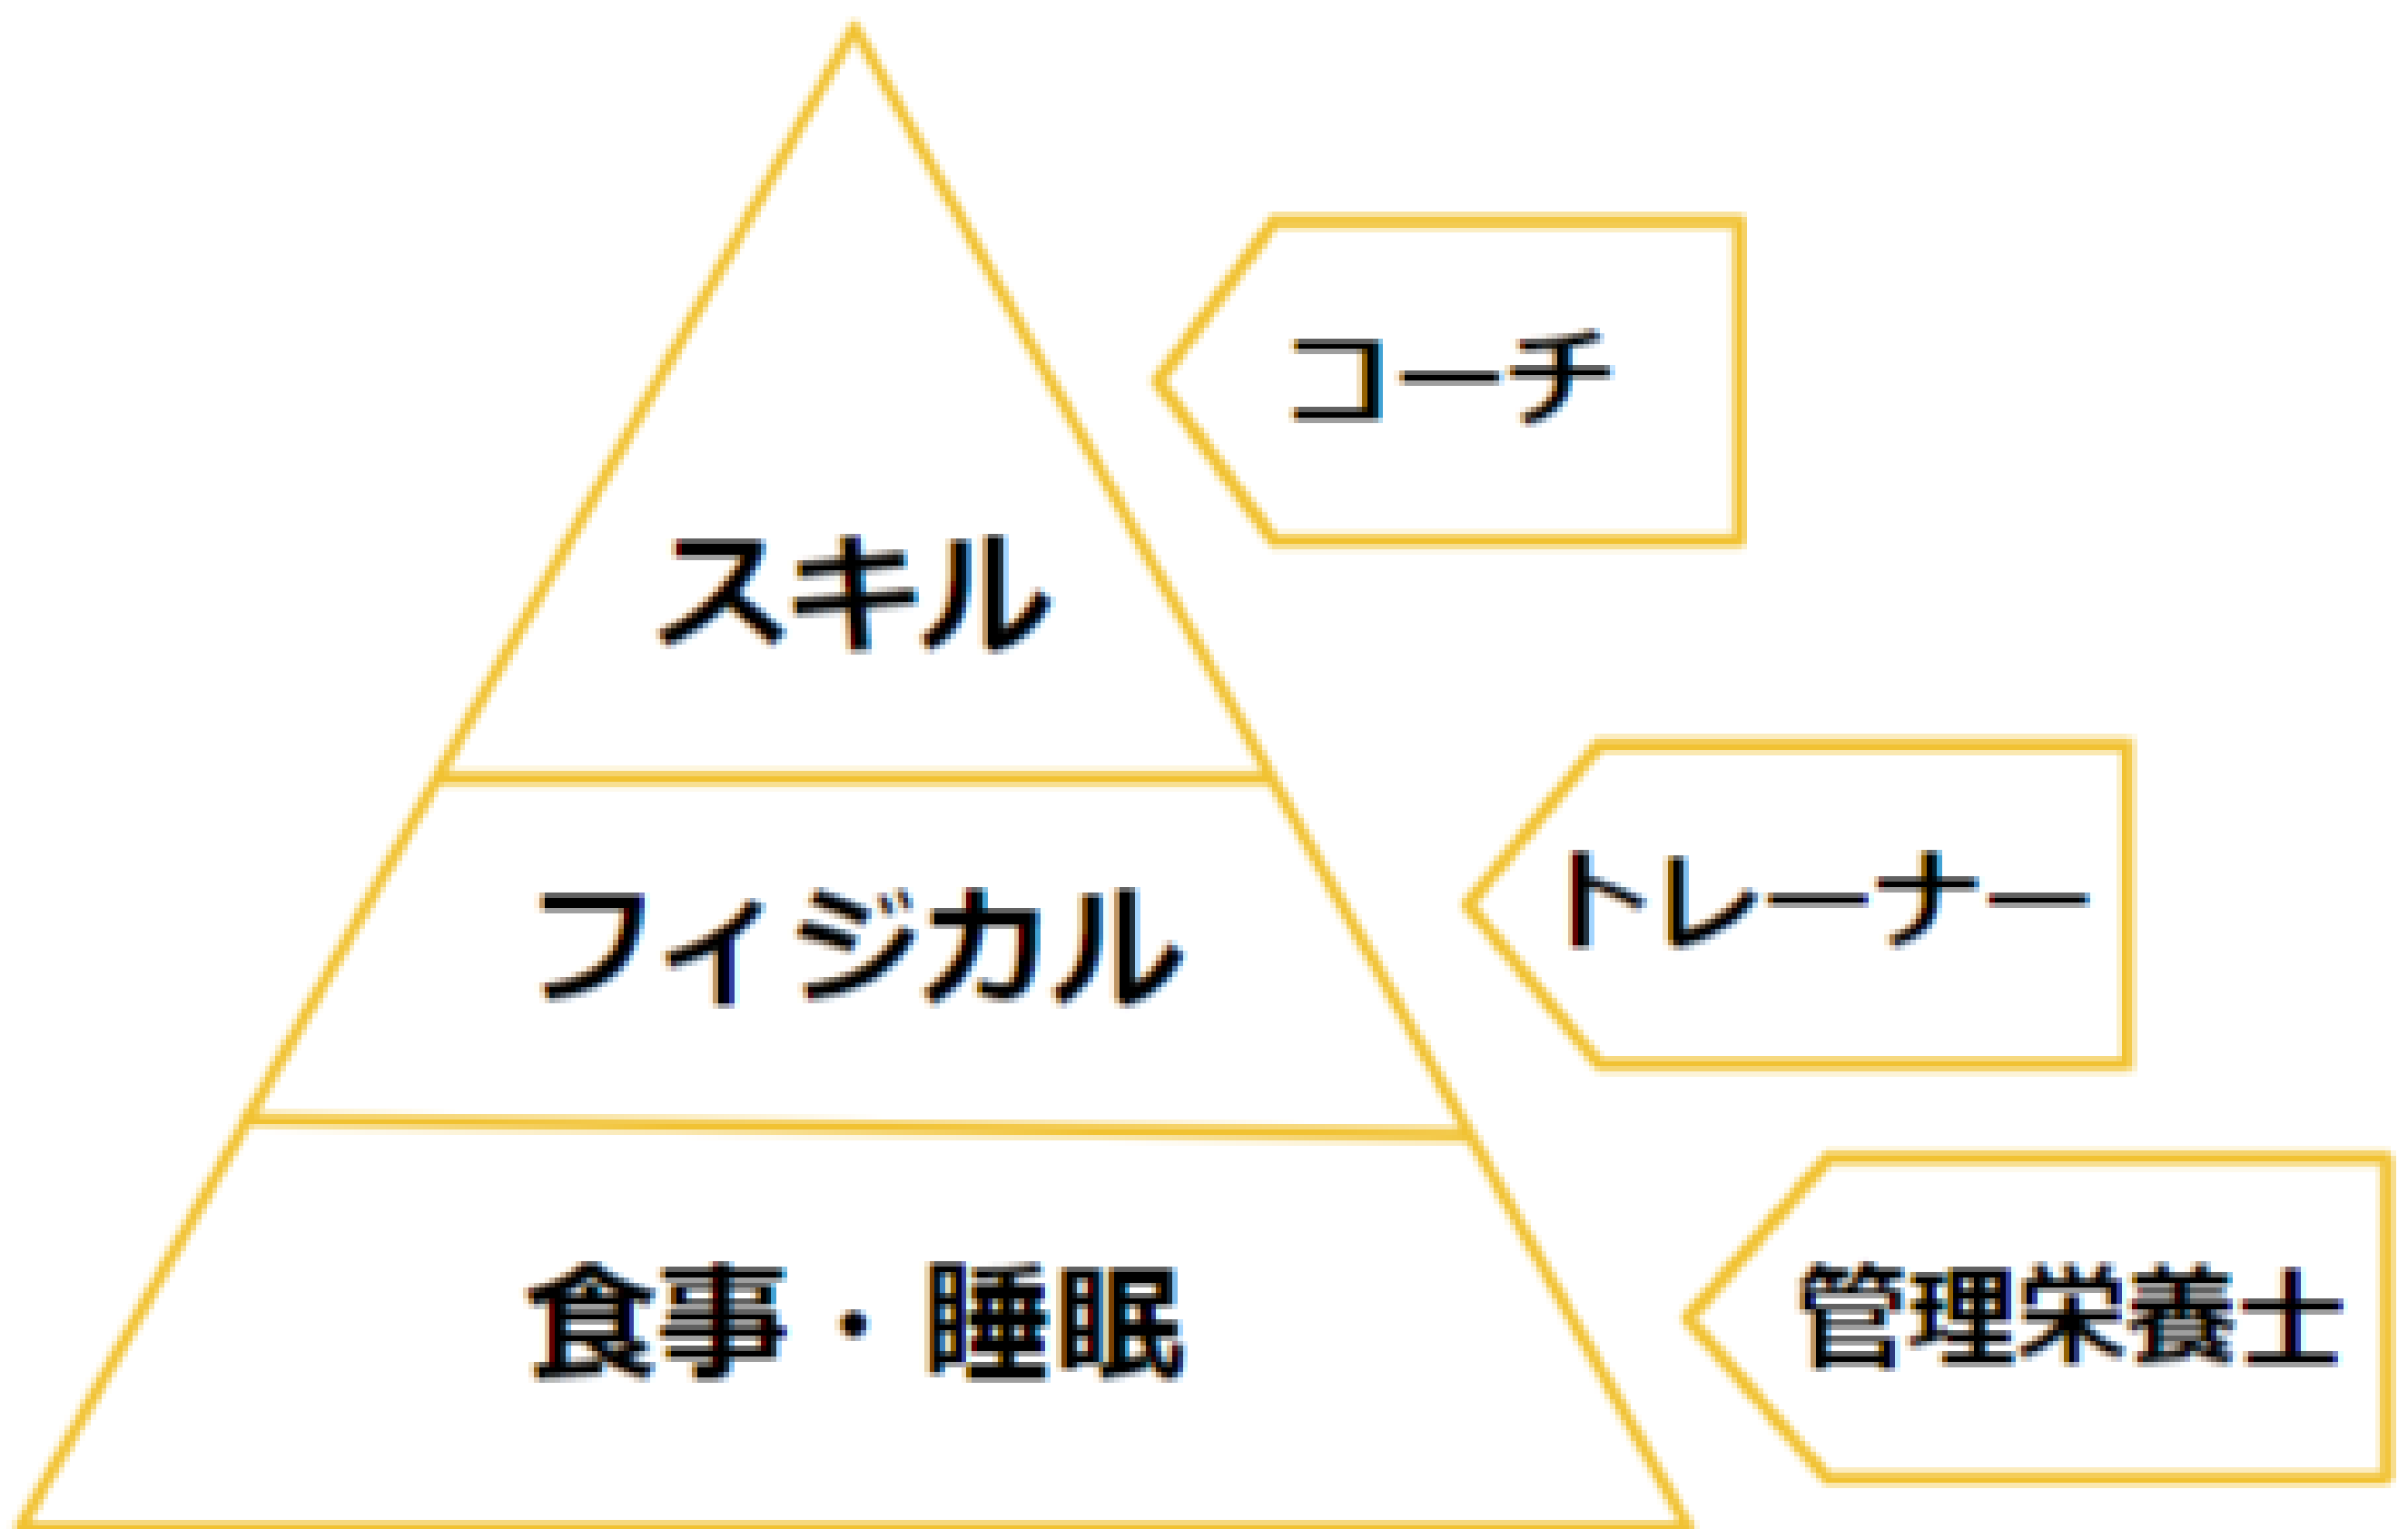 コーチ
スキル
トレーナー
フィジカル
食事・睡眠
管理栄養士